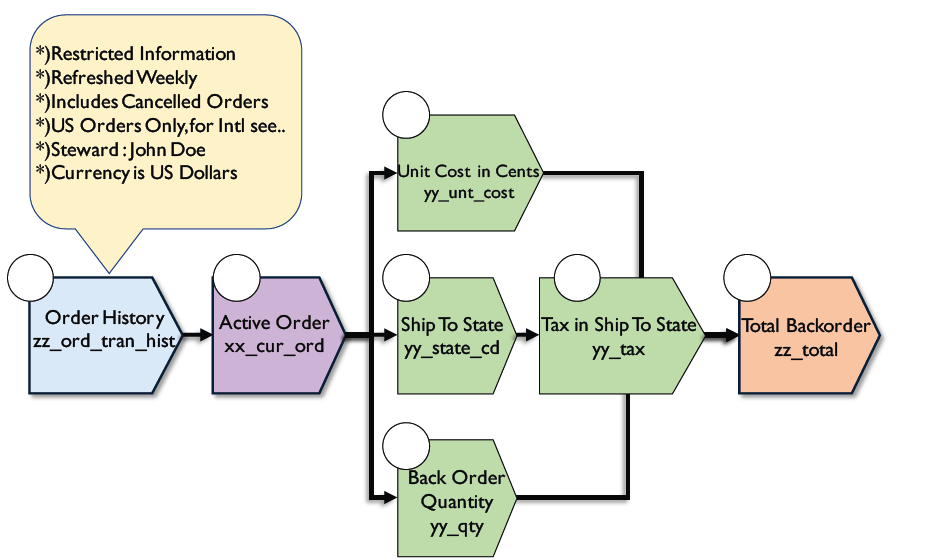 *)Restricted Information
*)Refreshed Weekly
*)Includes Cancelled Orders
*)US Orders Only,for Intl see..
*)Steward : John Doe
*)Currency is US Dollars
Unit Cost in Cents
yy_unt_cost
Order History
zz_ord_tran_hist
Active Order
xx_cur_ord
Ship To State
yy_state_cd
Tax in Ship To State
yy_tax
Total Backorder
zz_total
Back Order
Quantity
yy_qty